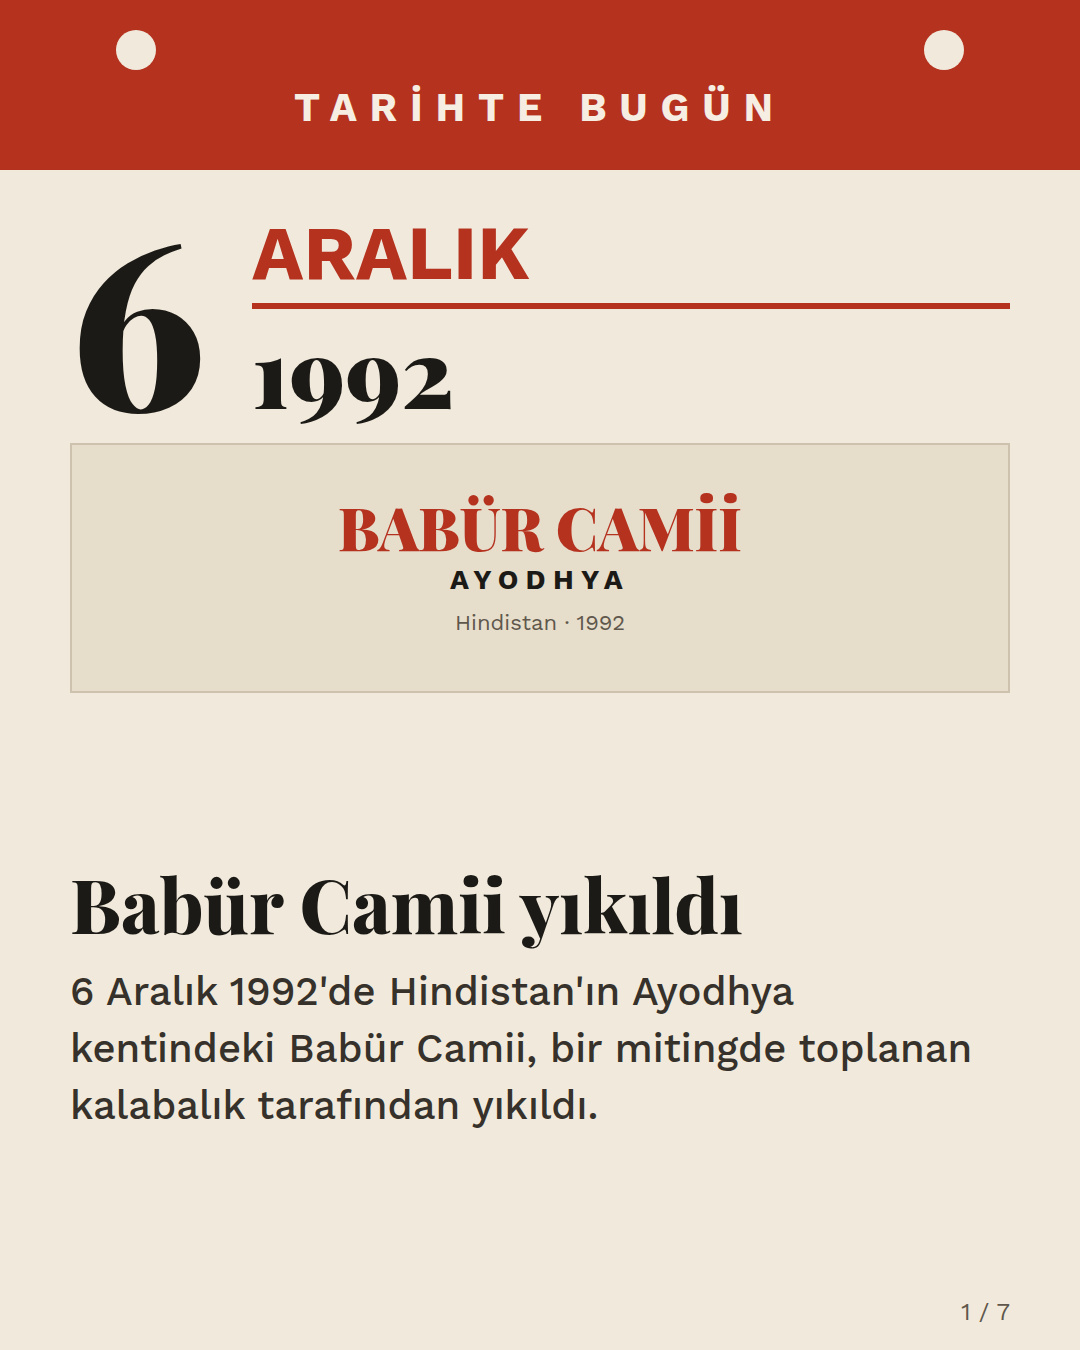 TARİHTE BUGÜN
6
ARALIK
1992
BABÜR CAMİİ
AYODHYA
Hindistan · 1992
Babür Camii yıkıldı
6 Aralık 1992'de Hindistan'ın Ayodhya
kentindeki Babür Camii, bir mitingde toplanan
kalabalık tarafından yıkıldı.
1 / 7